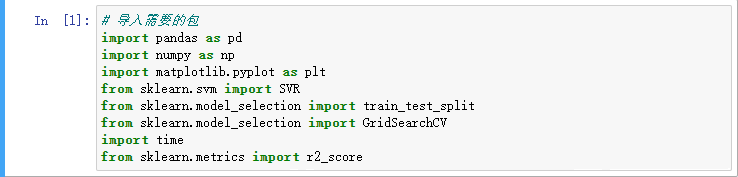 In [1]:
# 导入需要的包
import pandas as pd
import numpy as np
import matplotlib.pyplot as plt
from sklearn.svm import SVR
from sklearn.model_selection import train_test_split
from sklearn.model_selection import GridSearchCV
import time
from sklearn.metrics import r2_score